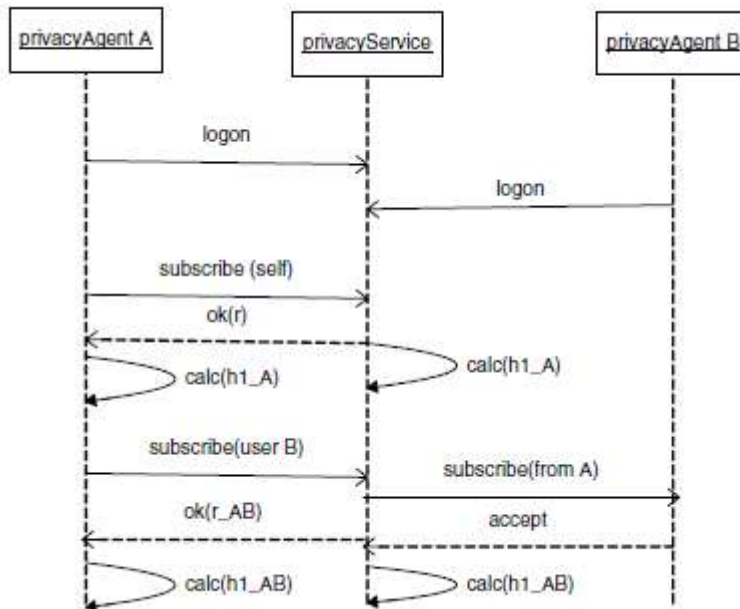 privacyAgent A
privacyService
privacyAgent B
logon
logon
subscribe (self)
ok(r)
calc(h1_A)
calc(h1_A)
subscribe(user B)
subscribe(from A)
ok(r_AB)
accept
calc(h1_AB)
calc(h1_AB)